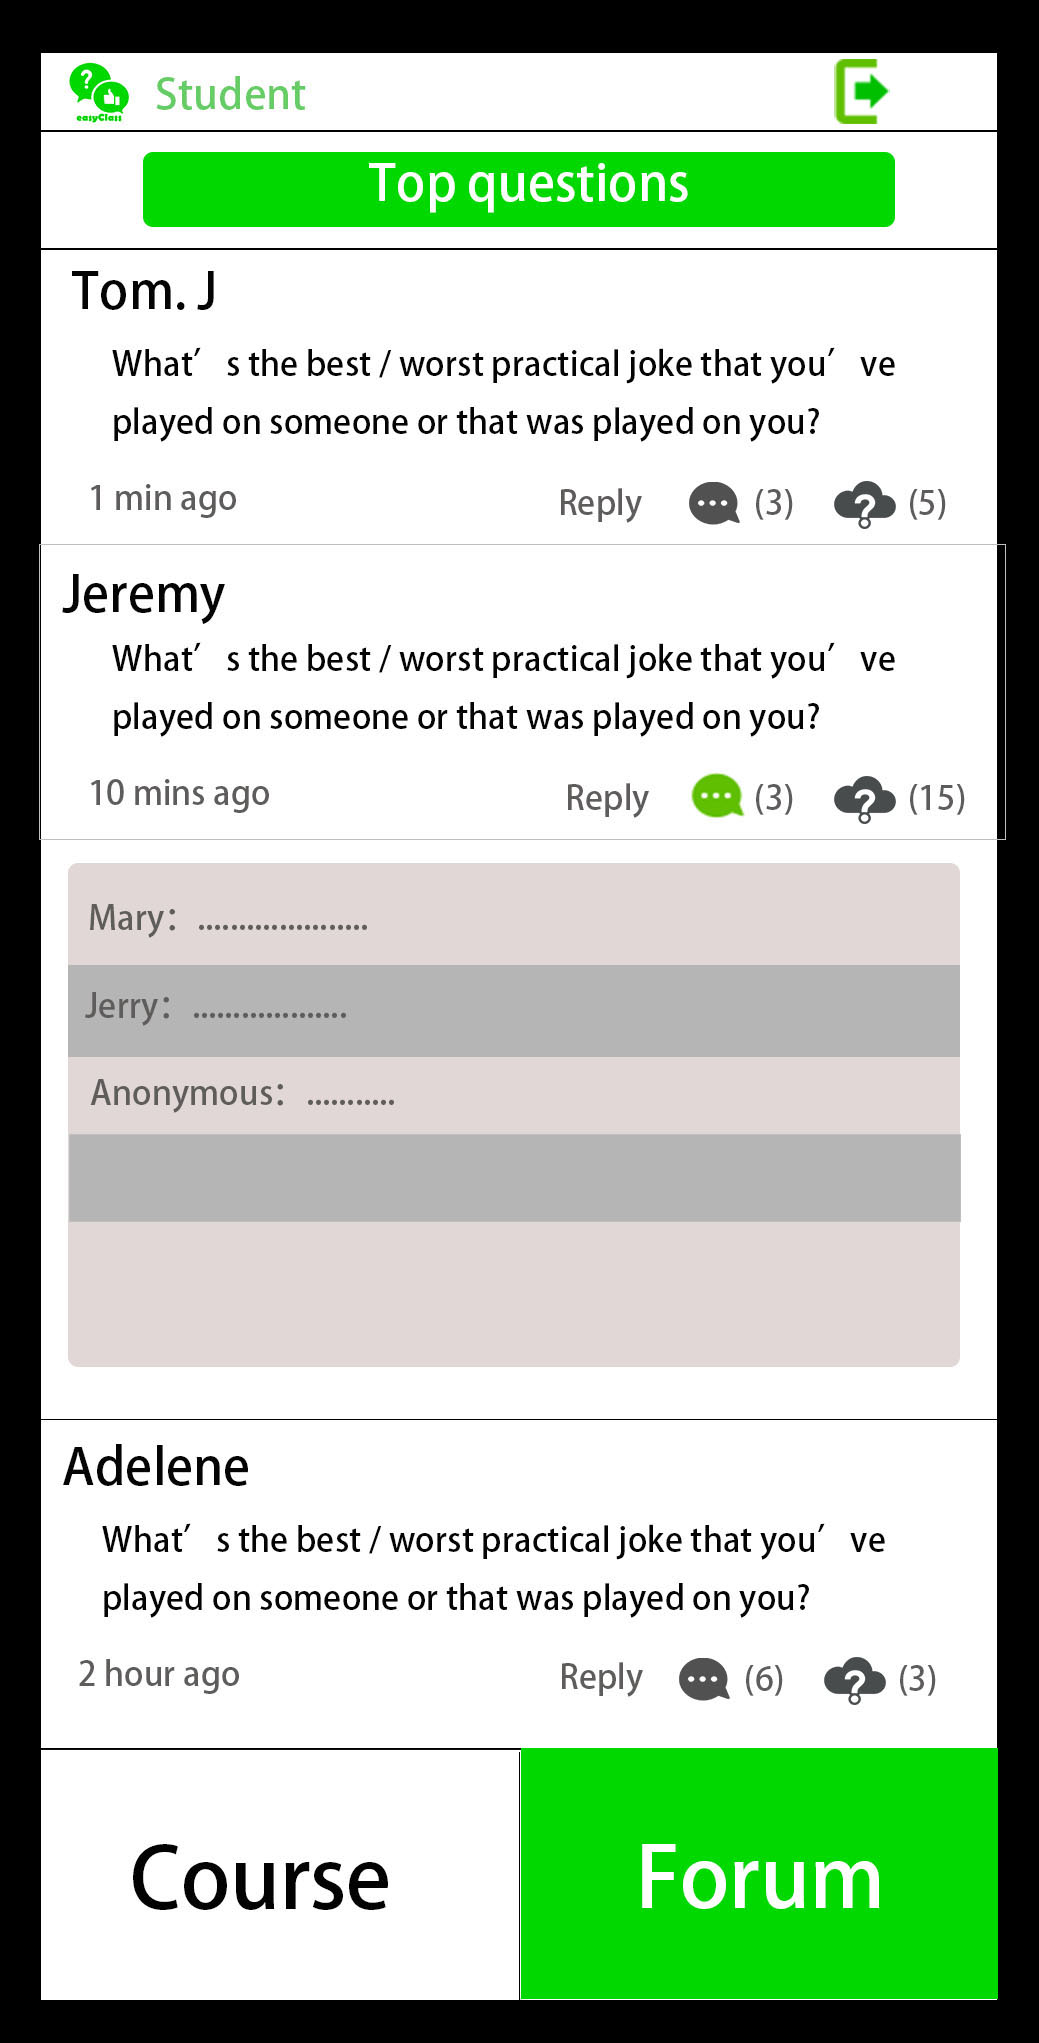 easyClass
Student
Top questions
Tom. J
What′ s the best / worst practical joke that you′ ve
played on someone or that was played on you?
1 min ago Reply (3) (5)
Jeremy
What′ s the best / worst practical joke that you′ ve
played on someone or that was played on you?
10 mins ago Reply (3) (15)
Mary: .....................
Jerry: ...................
Anonymous: ...........
Adelene
What′ s the best / worst practical joke that you′ ve
played on someone or that was played on you?
2 hour ago Reply (6) (3)
Course Forum